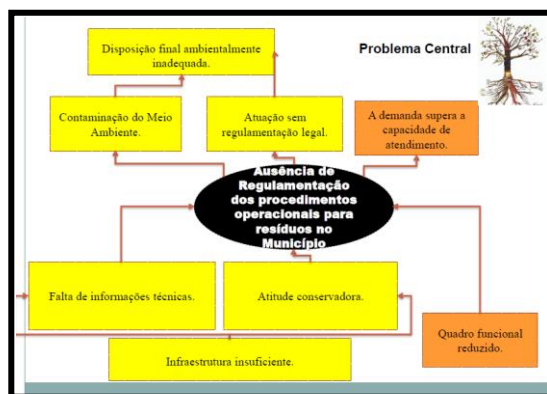 Disposição final ambientalmente
inadequada.
Problema Central
Contaminação do Meio
Ambiente.
Atuação sem
regulamentação legal.
A demanda supera a
capacidade de
atendimento.
Ausência de
Regulamentação
dos procedimentos
operacionais para
resíduos no
Município
Falta de informações técnicas.
Atitude conservadora.
Quadro funcional
reduzido.
Infraestrutura insuficiente.